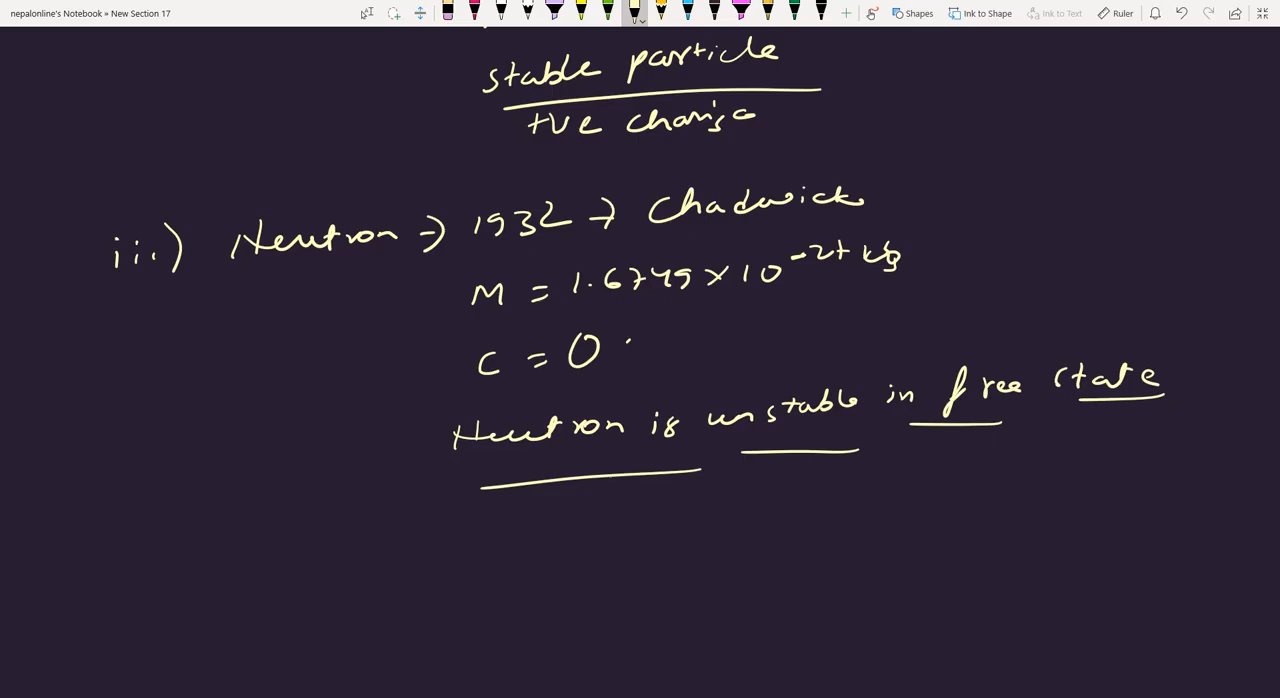 nepalonline's Notebook » New Section 17
Shapes Ink to Shape Ink to Text Ruler
stable particle
+ve charge
iii.) Neutron → 1932 → Chadwick
M = 1.6749 × 10⁻²⁷ kg
C = 0
Neutron is unstable in free state